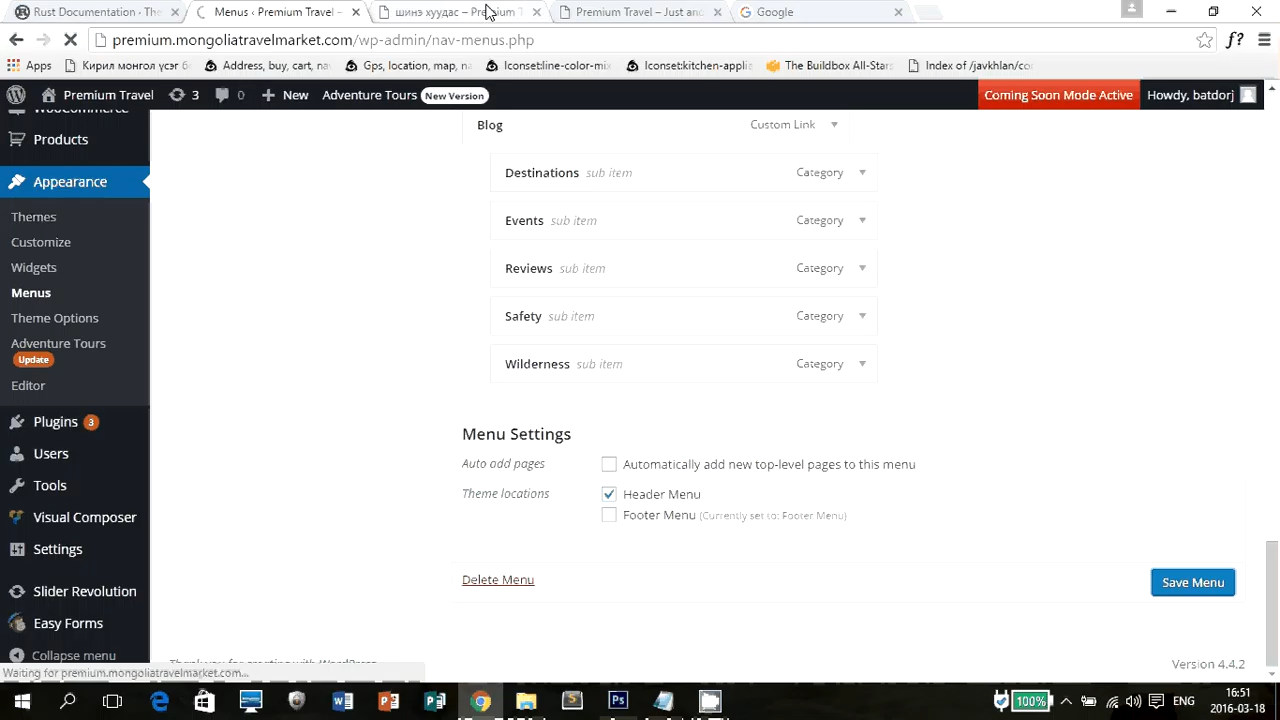 Rust Documentation - The
Menus ‹ Premium Travel –
шинэ хуудас – Premium T
Premium Travel – Just ano
Google
premium.mongoliatravelmarket.com/wp-admin/nav-menus.php
Apps
Кирил монгол үсэг бө
Address, buy, cart, nav
Gps, location, map, na
Iconsetline-color-mix
Iconsetkitchen-applia
The Buildbox All-Stars
Index of /javkhlan/co
Premium Travel
3
0
New
Adventure Tours New Version
Coming Soon Mode Active
Howdy, batdorj
WooCommerce
Products
Appearance
Themes
Customize
Widgets
Menus
Theme Options
Adventure Tours
Update
Editor
Plugins 3
Users
Tools
Visual Composer
Settings
Slider Revolution
Easy Forms
Collapse menu
Blog Custom Link
Destinations sub item Category
Events sub item Category
Reviews sub item Category
Safety sub item Category
Wilderness sub item Category
Menu Settings
Auto add pages Automatically add new top-level pages to this menu
Theme locations Header Menu
Footer Menu (Currently set to: Footer Menu)
Delete Menu
Save Menu
Version 4.4.2
Waiting for premium.mongoliatravelmarket.com...
100%
ENG
16:51
2016-03-18